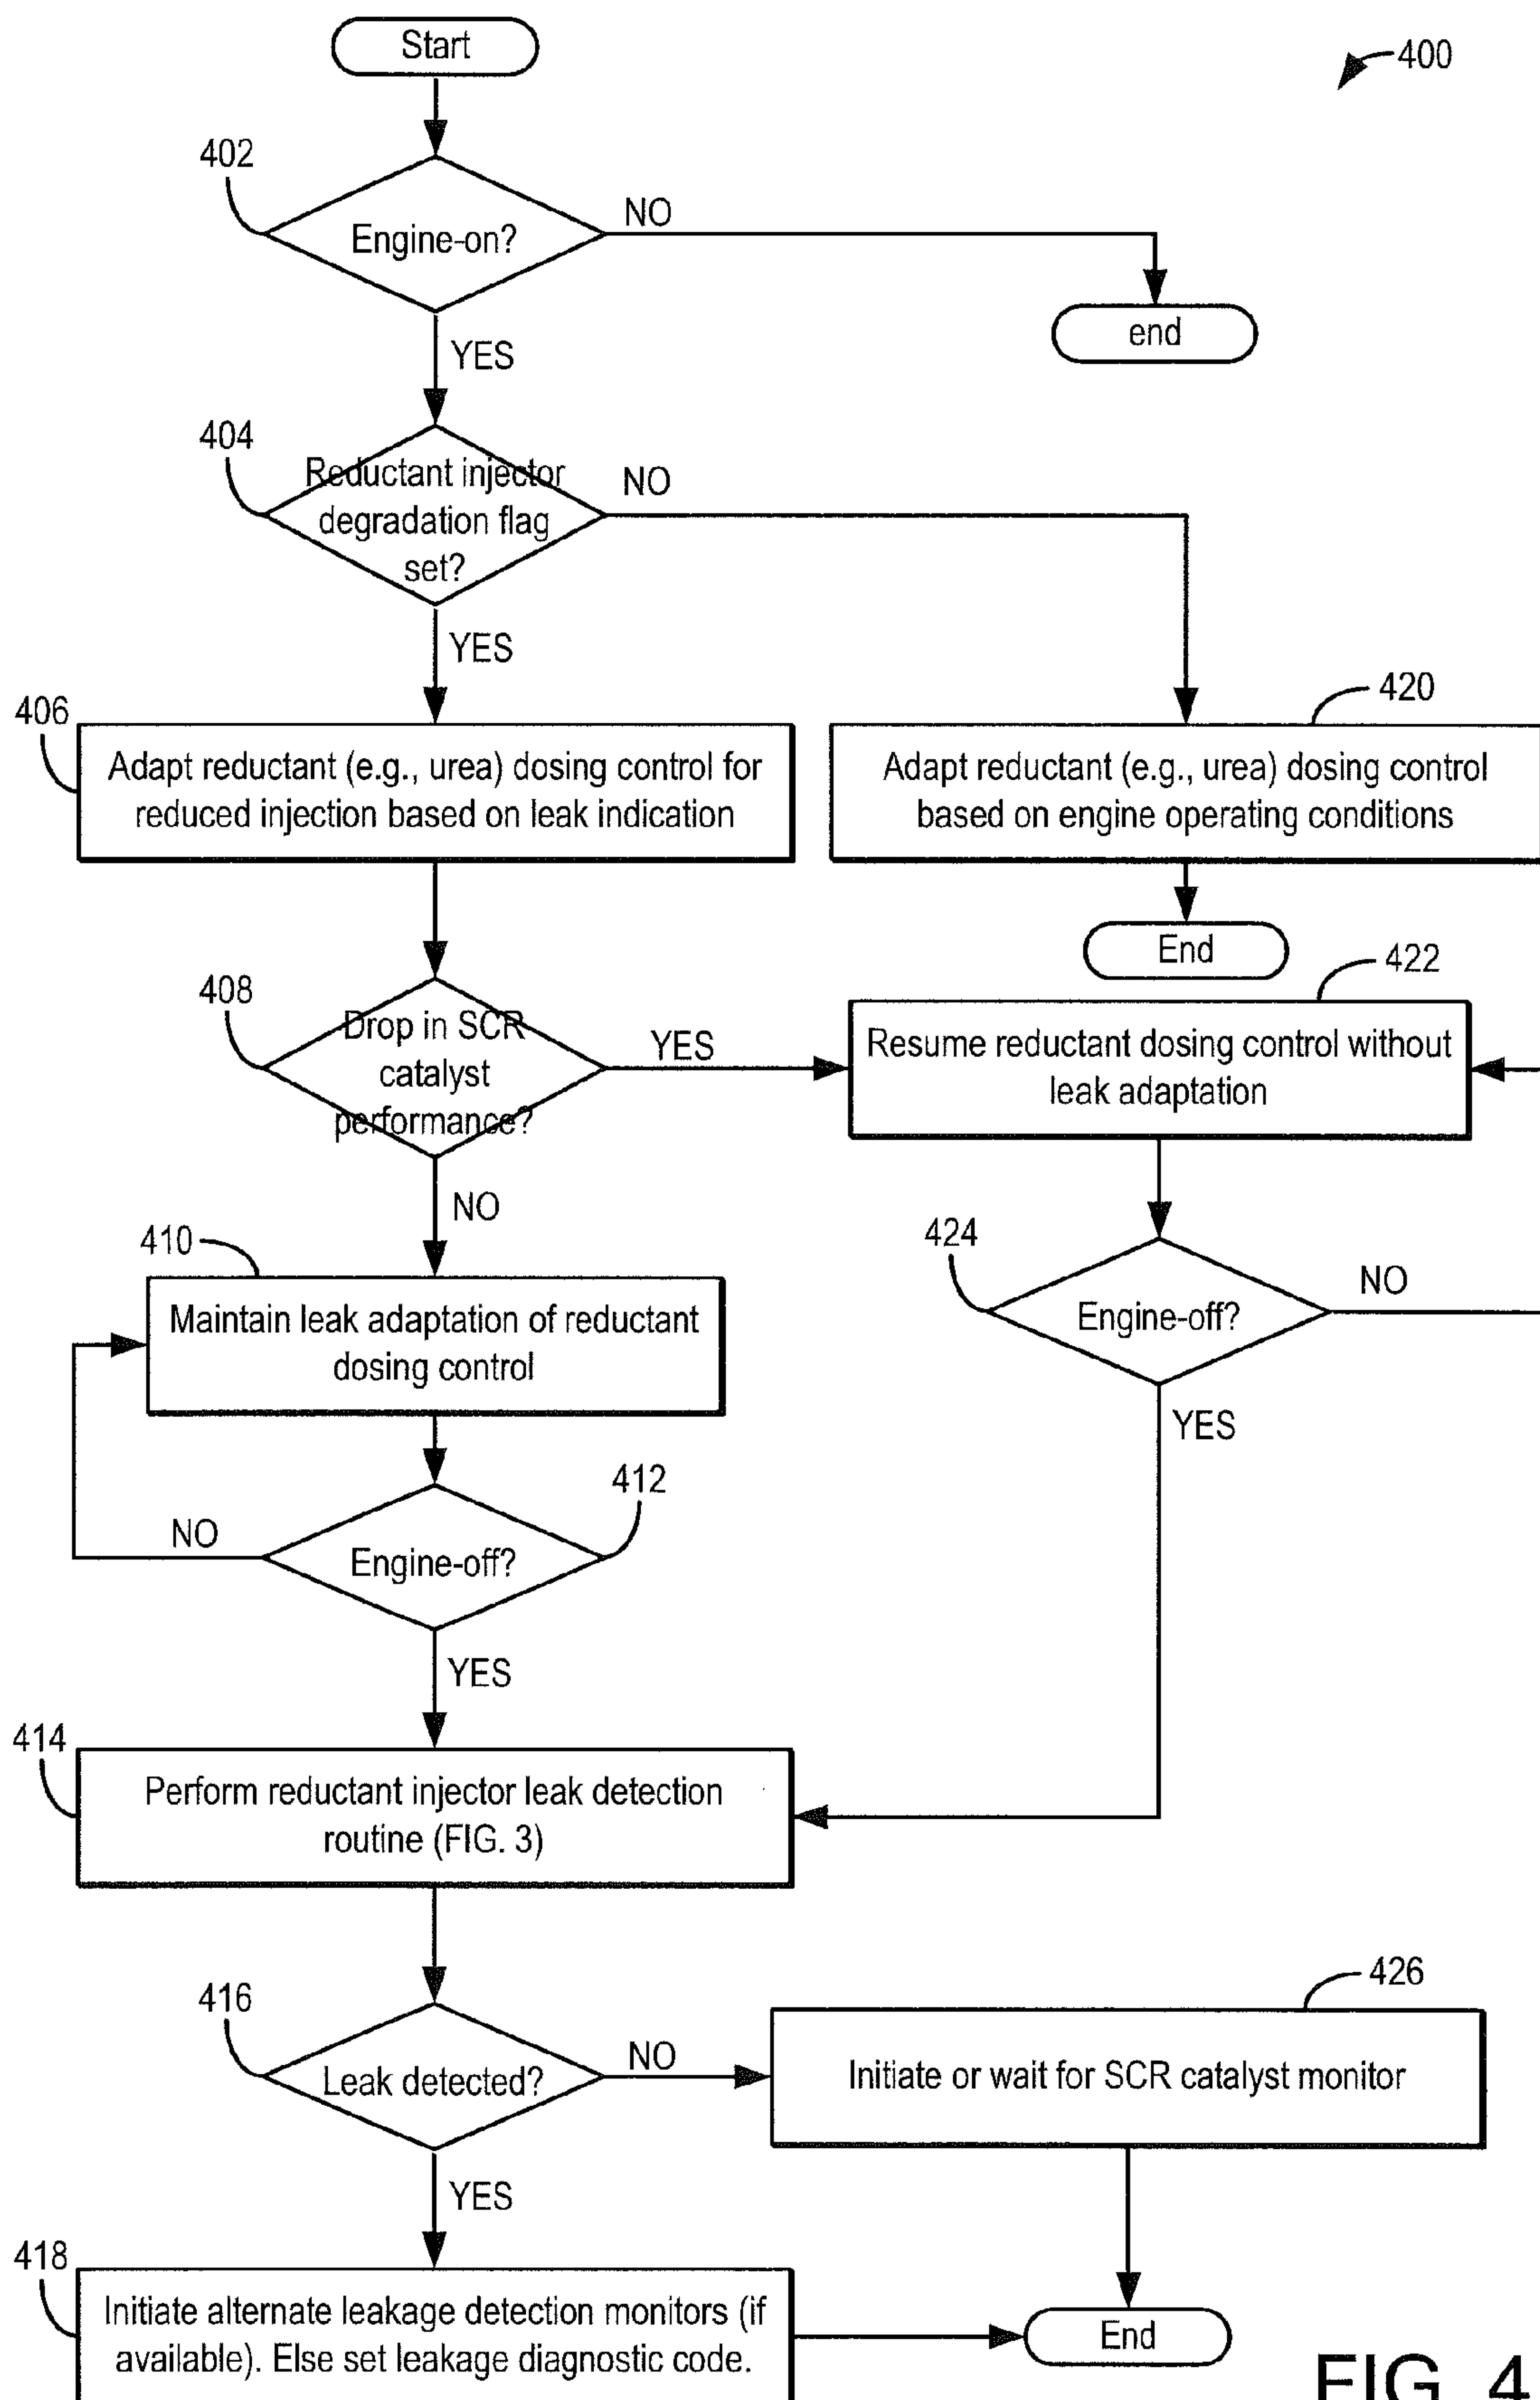 Start
400
402
Engine-on?
NO
end
YES
404
Reductant injector
degradation flag
set?
NO
YES
406
Adapt reductant (e.g., urea) dosing control for
reduced injection based on leak indication
420
Adapt reductant (e.g., urea) dosing control
based on engine operating conditions
End
408
Drop in SCR
catalyst
performance?
YES
422
Resume reductant dosing control without
leak adaptation
NO
410
Maintain leak adaptation of reductant
dosing control
424
Engine-off?
NO
YES
412
Engine-off?
NO
YES
414
Perform reductant injector leak detection
routine (FIG. 3)
416
Leak detected?
NO
426
Initiate or wait for SCR catalyst monitor
YES
418
Initiate alternate leakage detection monitors (if
available). Else set leakage diagnostic code.
End
FIG. 4